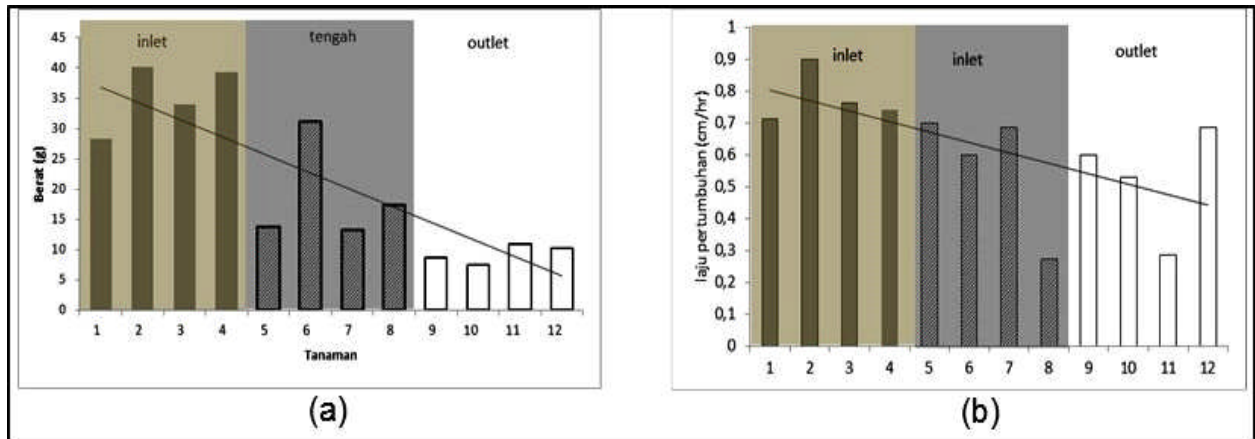 inlet
tengah
outlet
Berat (g)
45
40
35
30
25
20
15
10
5
0
1 2 3 4 5 6 7 8 9 10 11 12
Tanaman
(a)
inlet
inlet
outlet
laju pertumbuhan (cm/hr)
1
0,9
0,8
0,7
0,6
0,5
0,4
0,3
0,2
0,1
0
1 2 3 4 5 6 7 8 9 10 11 12
(b)